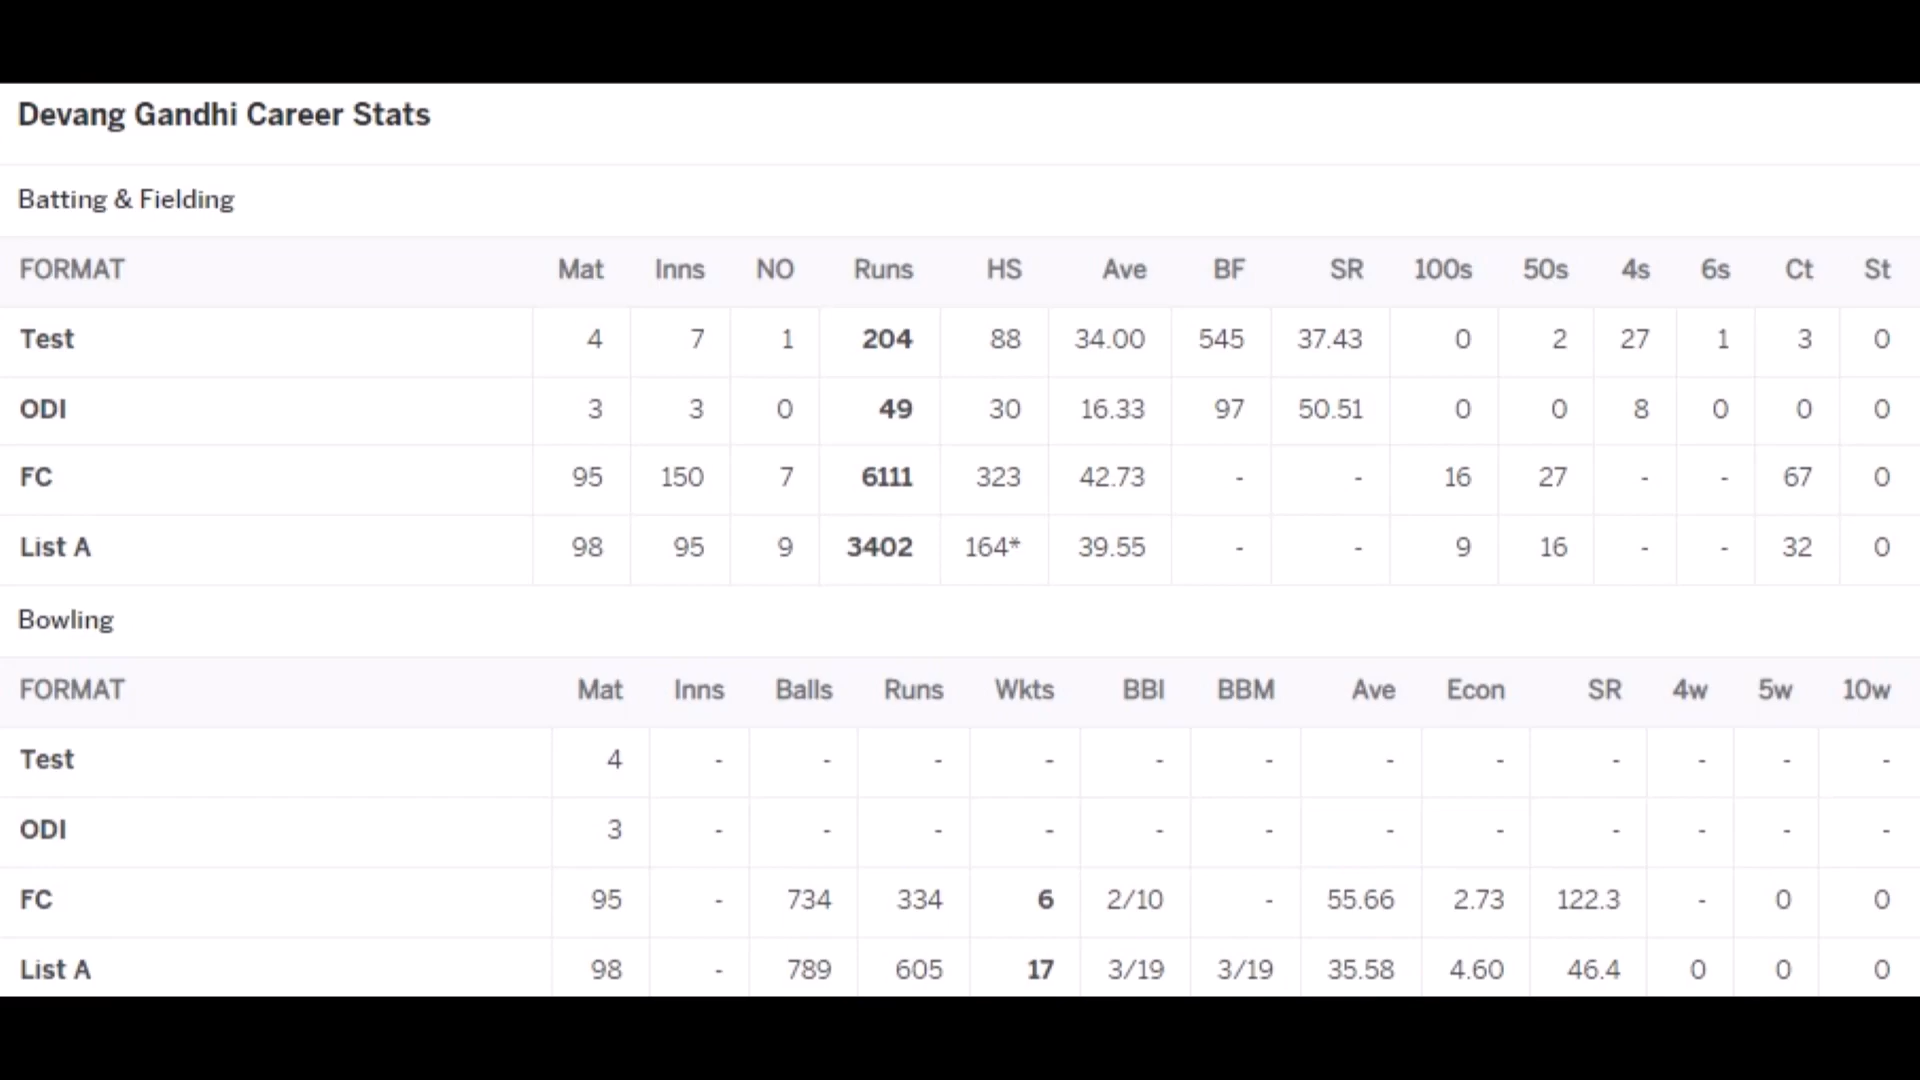 Devang Gandhi Career Stats
Batting & Fielding
FORMAT Mat Inns NO Runs HS Ave BF SR 100s 50s 4s 6s Ct St
Test 4 7 1 204 88 34.00 545 37.43 0 2 27 1 3 0
ODI 3 3 0 49 30 16.33 97 50.51 0 0 8 0 0 0
FC 95 150 7 6111 323 42.73 - - 16 27 - - 67 0
List A 98 95 9 3402 164* 39.55 - - 9 16 - - 32 0
Bowling
FORMAT Mat Inns Balls Runs Wkts BBI BBM Ave Econ SR 4w 5w 10w
Test 4 - - - - - - - - - - - -
ODI 3 - - - - - - - - - - - -
FC 95 - 734 334 6 2/10 - 55.66 2.73 122.3 - 0 0
List A 98 - 789 605 17 3/19 3/19 35.58 4.60 46.4 0 0 0